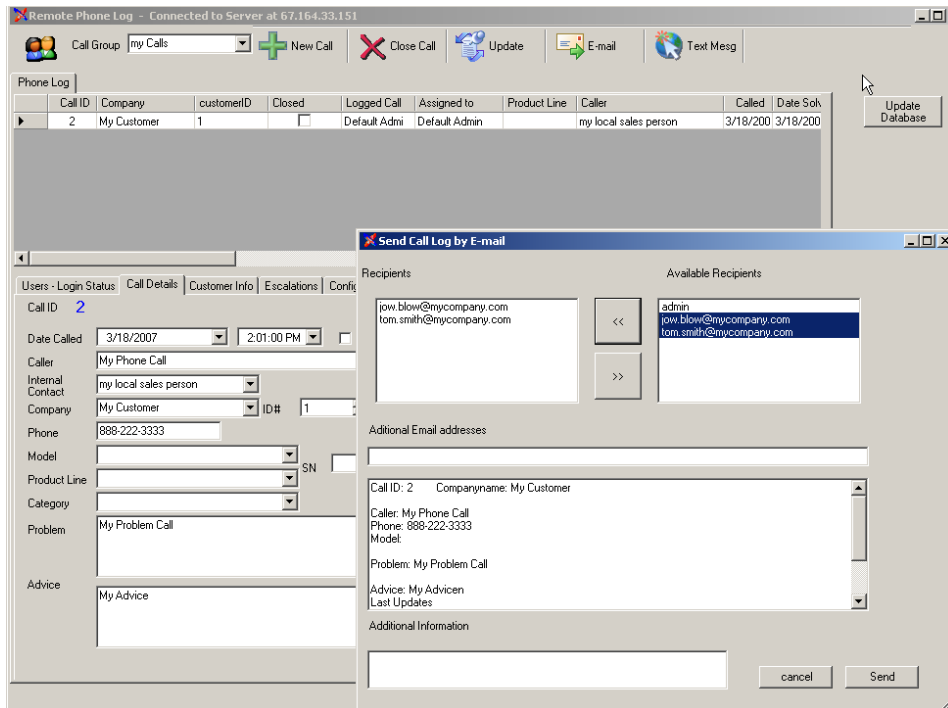 Remote Phone Log - Connected to Server at 67.164.33.151
Call Group my Calls New Call Close Call Update E-mail Text Mesg
Phone Log
Call ID Company customerID Closed Logged Call Assigned to Product Line Caller Called Date Solv
2 My Customer 1 Default Admi Default Admin my local sales person 3/18/200 3/18/200
Update
Database
Users - Login Status Call Details Customer Info Escalations Config
Call ID 2
Date Called 3/18/2007 2:01:00 PM
Caller My Phone Call
Internal
Contact my local sales person
Company My Customer ID# 1
Phone 888-222-3333
Model
SN
Product Line
Category
Problem My Problem Call
Advice
My Advice
Send Call Log by E-mail
Recipients Available Recipients
jow.blow@mycompany.com
tom.smith@mycompany.com
<<
>>
admin
jow.blow@mycompany.com
tom.smith@mycompany.com
Aditional Email addresses
Call ID: 2 Companyname: My Customer
Caller: My Phone Call
Phone: 888-222-3333
Model:
Problem: My Problem Call
Advice: My Advicen
Last Updates
Additional Information
cancel Send